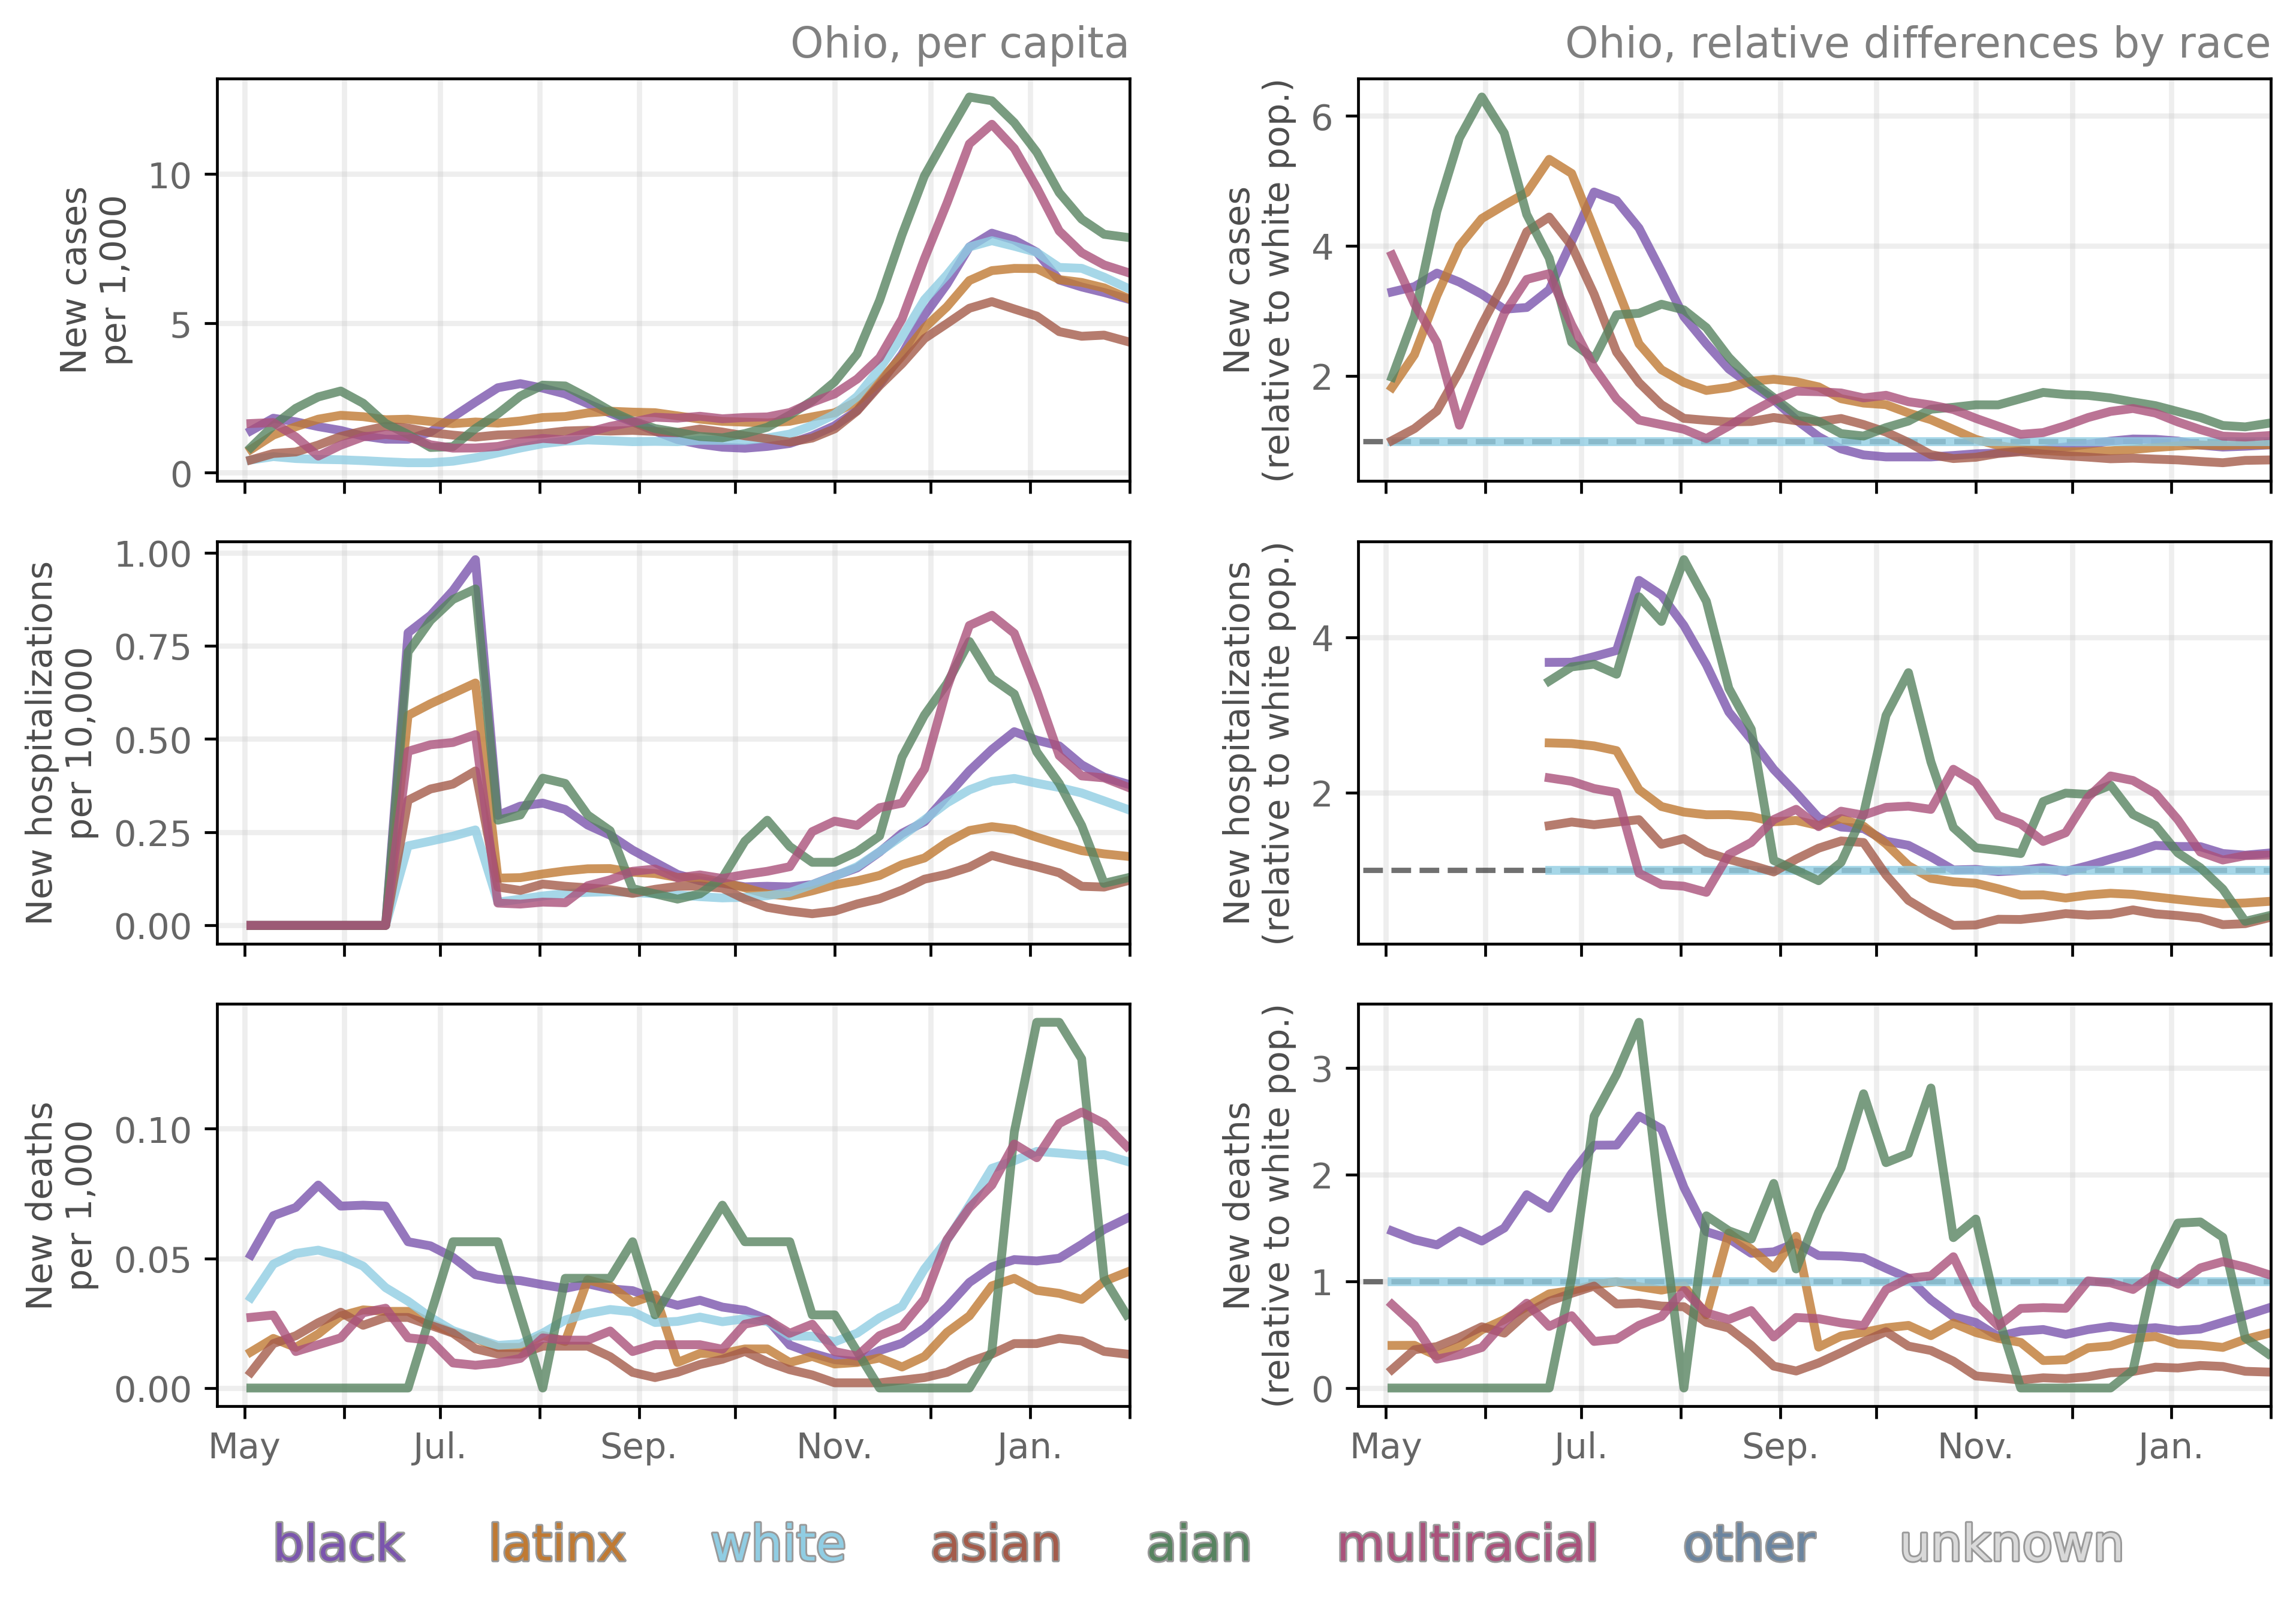 Ohio, per capita
Ohio, relative differences by race
New cases
per 1,000
10
5
0
New cases
(relative to white pop.)
6
4
2
New hospitalizations
per 10,000
1.00
0.75
0.50
0.25
0.00
New hospitalizations
(relative to white pop.)
4
2
New deaths
per 1,000
0.10
0.05
0.00
May
Jul.
Sep.
Nov.
Jan.
New deaths
(relative to white pop.)
3
2
1
0
May
Jul.
Sep.
Nov.
Jan.
black latinx white asian aian multiracial other unknown